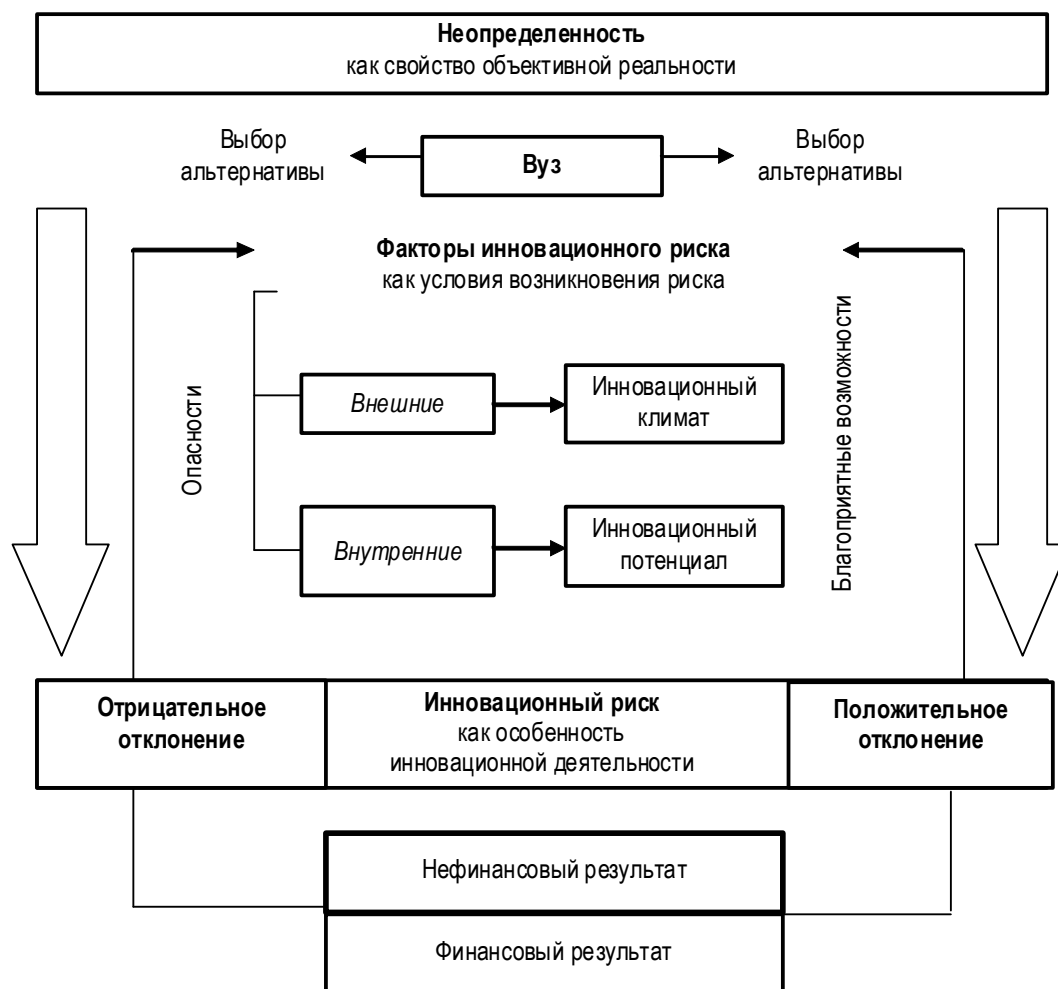 Неопределенность
как свойство объективной реальности
Выбор
альтернативы
Вуз
Выбор
альтернативы
Факторы инновационного риска
как условия возникновения риска
Опасности
Внешние
Инновационный
климат
Внутренние
Инновационный
потенциал
Благоприятные возможности
Отрицательное
отклонение
Инновационный риск
как особенность
инновационной деятельности
Положительное
отклонение
Нефинансовый результат
Финансовый результат